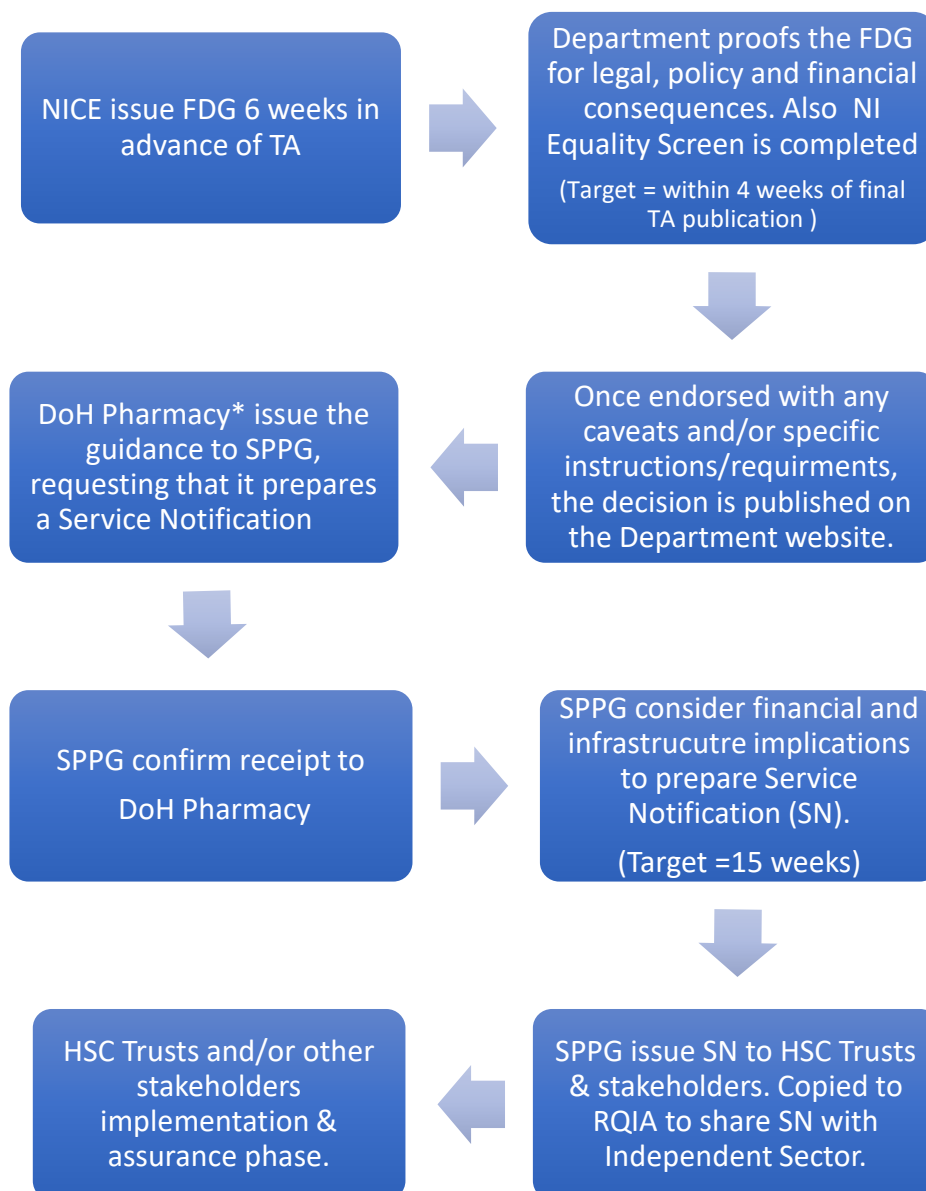 NICE issue FDG 6 weeks in
advance of TA
Department proofs the FDG
for legal, policy and financial
consequences. Also  NI
Equality Screen is completed
(Target = within 4 weeks of final
TA publication )
Once endorsed with any
caveats and/or specific
instructions/requirments,
the decision is published on
the Department website.
DoH Pharmacy* issue the
guidance to SPPG,
requesting that it prepares
a Service Notification
SPPG confirm receipt to
DoH Pharmacy
SPPG consider financial and
infrastrucutre implications
to prepare Service
Notification (SN).
(Target =15 weeks)
SPPG issue SN to HSC Trusts
& stakeholders. Copied to
RQIA to share SN with
Independent Sector.
HSC Trusts and/or other
stakeholders
implementation &
assurance phase.